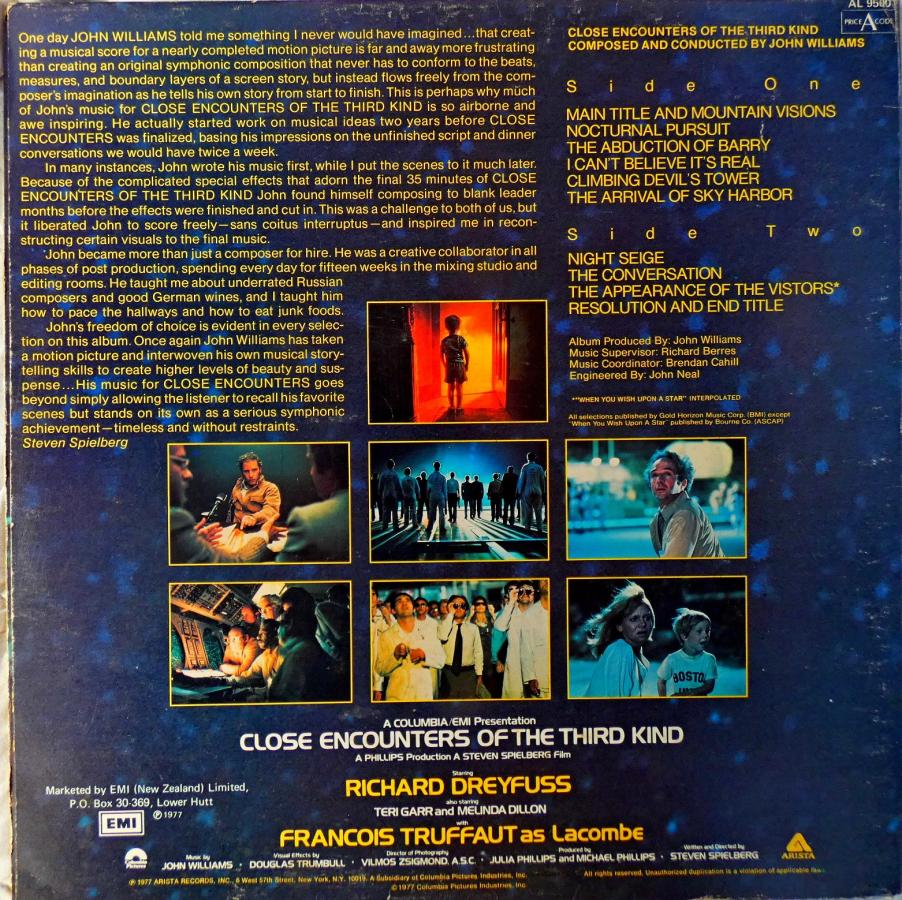 One day JOHN WILLIAMS told me something I never would have imagined...that creat-
ing a musical score for a nearly completed motion picture is far and away more frustrating
than creating an original symphonic composition that never has to conform to the beats,
measures, and boundary layers of a screen story, but instead flows freely from the com-
poser's imagination as he tells his own story from start to finish. This is perhaps why much
of John's music for CLOSE ENCOUNTERS OF THE THIRD KIND is so airborne and
awe inspiring. He actually started work on musical ideas two years before CLOSE
ENCOUNTERS was finalized, basing his impressions on the unfinished script and dinner
conversations we would have twice a week.
In many instances, John wrote his music first, while I put the scenes to it much later.
Because of the complicated special effects that adorn the final 35 minutes of CLOSE
ENCOUNTERS OF THE THIRD KIND John found himself composing to blank leader
months before the effects were finished and cut in. This was a challenge to both of us, but
it liberated John to score freely—sans coitus interruptus—and inspired me in recon-
structing certain visuals to the final music.
John became more than just a composer for hire. He was a creative collaborator in all
phases of post production, spending every day for fifteen weeks in the mixing studio and
editing rooms. He taught me about underrated Russian
composers and good German wines, and I taught him
how to pace the hallways and how to eat junk foods.
John's freedom of choice is evident in every selec-
tion on this album. Once again John Williams has taken
a motion picture and interwoven his own musical story-
telling skills to create higher levels of beauty and sus-
pense...His music for CLOSE ENCOUNTERS goes
beyond simply allowing the listener to recall his favorite
scenes but stands on its own as a serious symphonic
achievement—timeless and without restraints.
Steven Spielberg
AL 9500
PRICE A CODE
CLOSE ENCOUNTERS OF THE THIRD KIND
COMPOSED AND CONDUCTED BY JOHN WILLIAMS
Side One
MAIN TITLE AND MOUNTAIN VISIONS
NOCTURNAL PURSUIT
THE ABDUCTION OF BARRY
I CAN'T BELIEVE IT'S REAL
CLIMBING DEVIL'S TOWER
THE ARRIVAL OF SKY HARBOR
Side Two
NIGHT SEIGE
THE CONVERSATION
THE APPEARANCE OF THE VISTORS*
RESOLUTION AND END TITLE
Album Produced By: John Williams
Music Supervisor: Richard Berres
Music Coordinator: Brendan Cahill
Engineered By: John Neal
*"WHEN YOU WISH UPON A STAR" INTERPOLATED
All selections published by Gold Horizon Music Corp. (BMI) except
"When You Wish Upon A Star" published by Bourne Co. (ASCAP)
BOSTO
A COLUMBIA/EMI Presentation
CLOSE ENCOUNTERS OF THE THIRD KIND
A PHILLIPS Production A STEVEN SPIELBERG Film
Starring
RICHARD DREYFUSS
also starring
TERI GARR and MELINDA DILLON
with
FRANCOIS TRUFFAUT as Lacombe
Marketed by EMI (New Zealand) Limited,
P.O. Box 30-369, Lower Hutt
EMI ℗1977
Music by JOHN WILLIAMS · Visual Effects by DOUGLAS TRUMBULL · Director of Photography VILMOS ZSIGMOND, A.S.C. · Produced by JULIA PHILLIPS and MICHAEL PHILLIPS · Written and Directed by STEVEN SPIELBERG
ARISTA
℗ 1977 ARISTA RECORDS, INC., 6 West 57th Street, New York, N.Y. 10019. A Subsidiary of Columbia Pictures Industries, Inc.
© 1977 Columbia Pictures Industries, Inc.
All rights reserved. Unauthorized duplication is a violation of applicable laws.